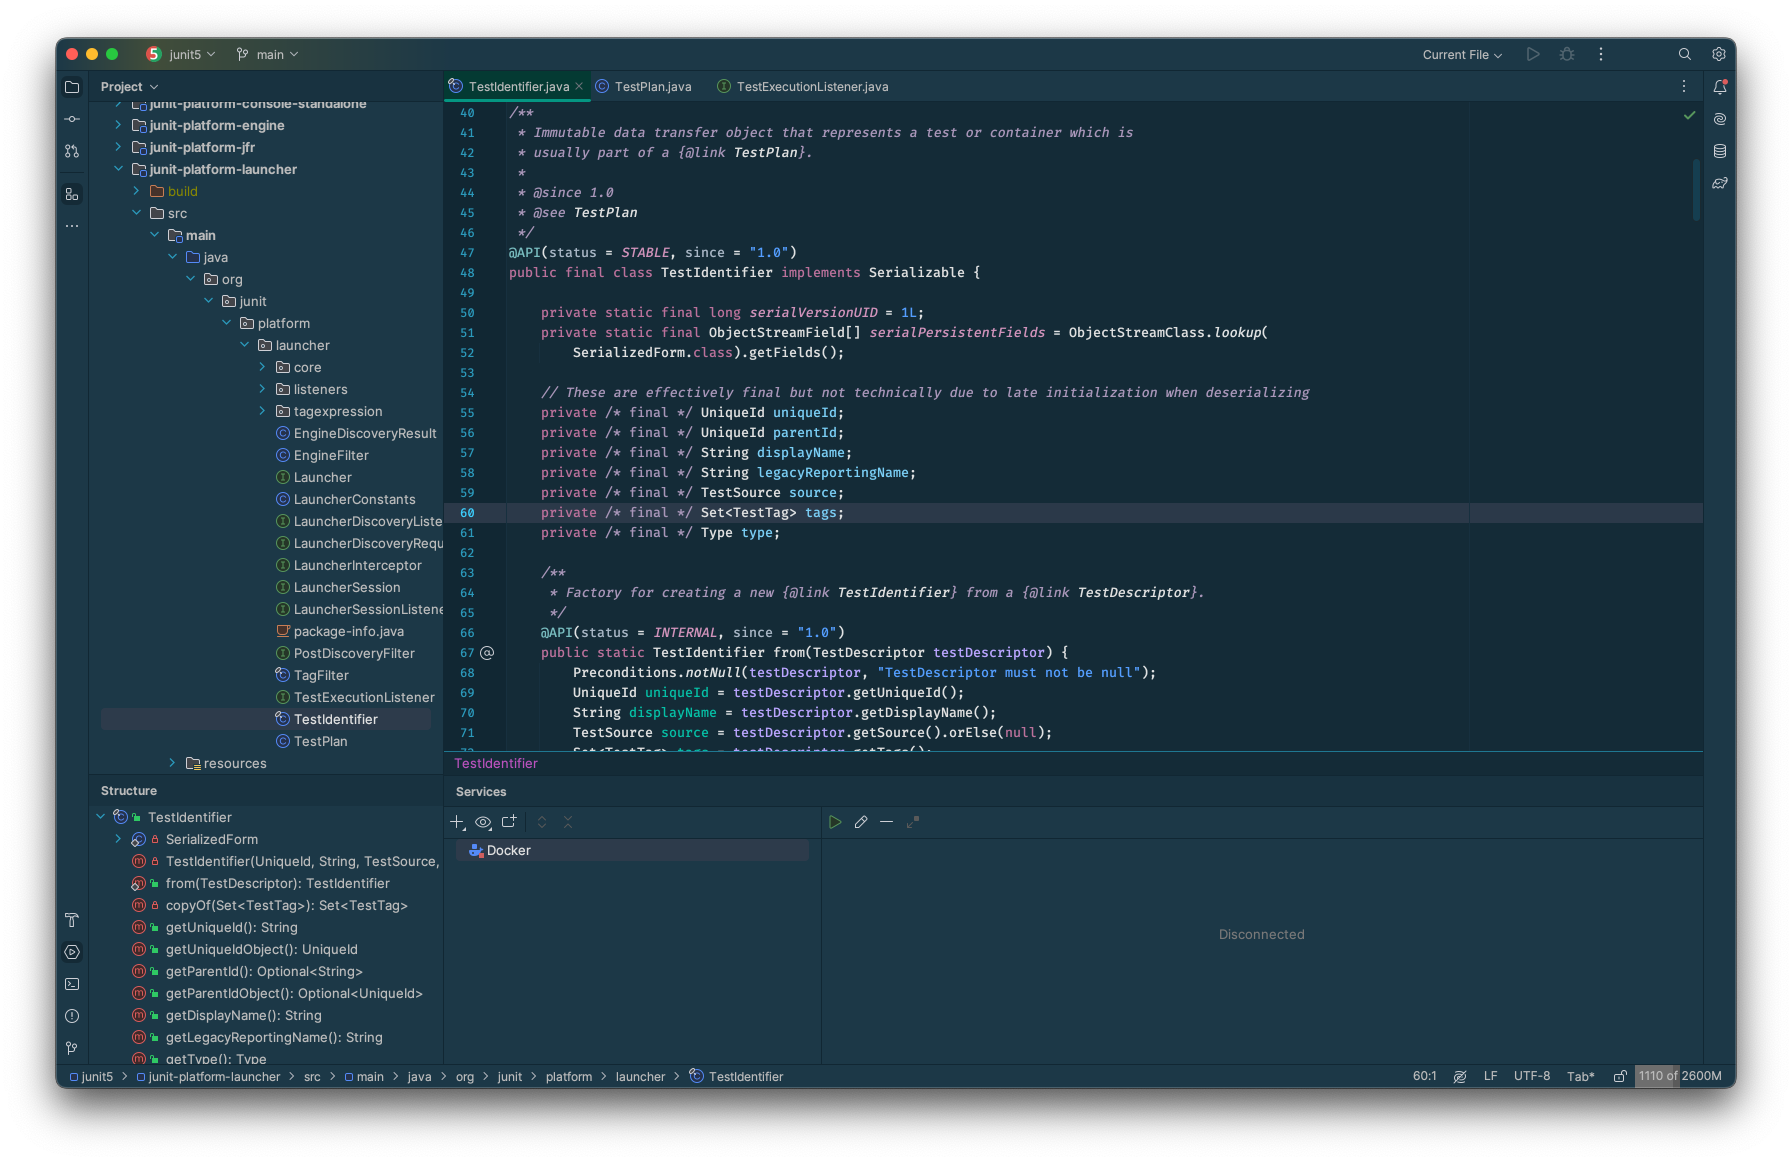 5 junit5 main Current File
Project
junit-platform-console-standalone
junit-platform-engine
junit-platform-jfr
junit-platform-launcher
build
src
main
java
org
junit
platform
launcher
core
listeners
tagexpression
EngineDiscoveryResult
EngineFilter
Launcher
LauncherConstants
LauncherDiscoveryListe
LauncherDiscoveryRequ
LauncherInterceptor
LauncherSession
LauncherSessionListene
package-info.java
PostDiscoveryFilter
TagFilter
TestExecutionListener
TestIdentifier
TestPlan
resources
TestIdentifier.java TestPlan.java TestExecutionListener.java
40 /**
41 * Immutable data transfer object that represents a test or container which is
42 * usually part of a {@link TestPlan}.
43 *
44 * @since 1.0
45 * @see TestPlan
46 */
47 @API(status = STABLE, since = "1.0")
48 public final class TestIdentifier implements Serializable {
49
50 private static final long serialVersionUID = 1L;
51 private static final ObjectStreamField[] serialPersistentFields = ObjectStreamClass.lookup(
52 SerializedForm.class).getFields();
53
54 // These are effectively final but not technically due to late initialization when deserializing
55 private /* final */ UniqueId uniqueId;
56 private /* final */ UniqueId parentId;
57 private /* final */ String displayName;
58 private /* final */ String legacyReportingName;
59 private /* final */ TestSource source;
60 private /* final */ Set<TestTag> tags;
61 private /* final */ Type type;
62
63 /**
64 * Factory for creating a new {@link TestIdentifier} from a {@link TestDescriptor}.
65 */
66 @API(status = INTERNAL, since = "1.0")
67 @ public static TestIdentifier from(TestDescriptor testDescriptor) {
68 Preconditions.notNull(testDescriptor, "TestDescriptor must not be null");
69 UniqueId uniqueId = testDescriptor.getUniqueId();
70 String displayName = testDescriptor.getDisplayName();
71 TestSource source = testDescriptor.getSource().orElse(null);
72 Set<TestTag> tags = testDescriptor.getTags();
TestIdentifier
Structure
TestIdentifier
SerializedForm
TestIdentifier(UniqueId, String, TestSource,
from(TestDescriptor): TestIdentifier
copyOf(Set<TestTag>): Set<TestTag>
getUniqueId(): String
getUniqueIdObject(): UniqueId
getParentId(): Optional<String>
getParentIdObject(): Optional<UniqueId>
getDisplayName(): String
getLegacyReportingName(): String
getType(): Type
Services
Docker
Disconnected
junit5 > junit-platform-launcher > src > main > java > org > junit > platform > launcher > TestIdentifier 60:1 LF UTF-8 Tab* 1110 of 2600M